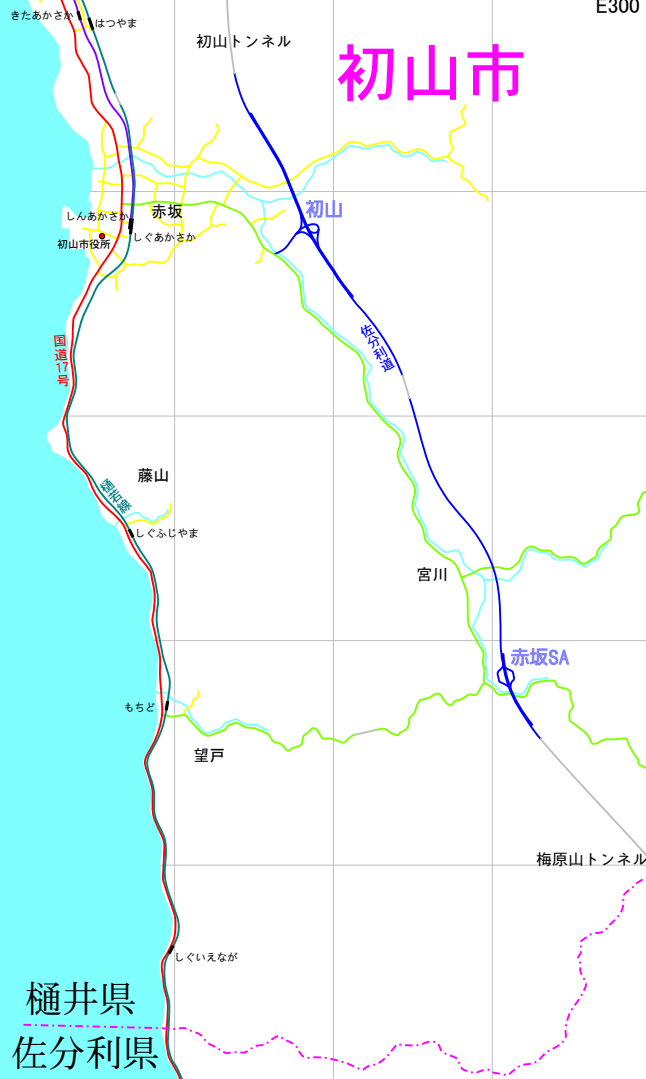 E300
きたあかさか
はつやま
初山トンネル
初山市
しんあかさか
赤坂
初山
初山市役所
しぐあかさか
国道17号
佐分利道
藤山
樋岩線
しぐふじやま
宮川
赤坂SA
もちど
望戸
梅原山トンネル
しぐいえなが
樋井県
佐分利県